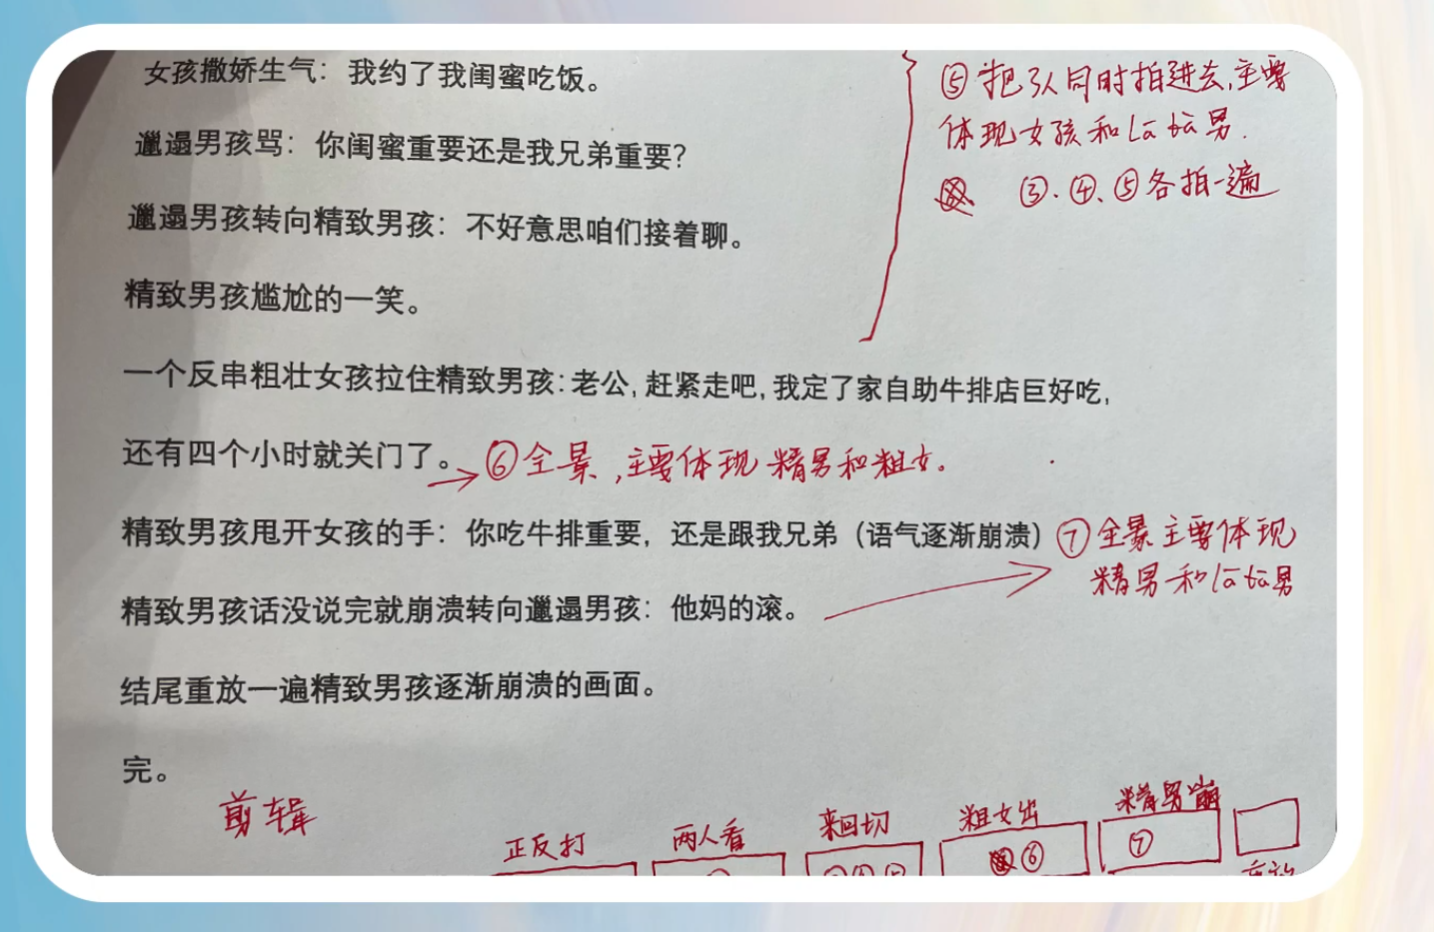 女孩撒娇生气：我约了我闺蜜吃饭。
⑤把3人同时拍进去,主要
体现女孩和Lā tà男.
邋遢男孩骂：你闺蜜重要还是我兄弟重要？
③.④、⑤各拍一遍
邋遢男孩转向精致男孩：不好意思咱们接着聊。
精致男孩尴尬的一笑。
一个反串粗壮女孩拉住精致男孩：老公,赶紧走吧,我定了家自助牛排店巨好吃,
还有四个小时就关门了。
→⑥全景,主要体现精男和粗女。
精致男孩甩开女孩的手：你吃牛排重要，还是跟我兄弟（语气逐渐崩溃）
⑦全景主要体现
精男和lā tà男
精致男孩话没说完就崩溃转向邋遢男孩：他妈的滚。
结尾重放一遍精致男孩逐渐崩溃的画面。
完。
剪辑
正反打 两人看 来回切 粗女出 精男崩
③④⑤ ⑥ ⑦